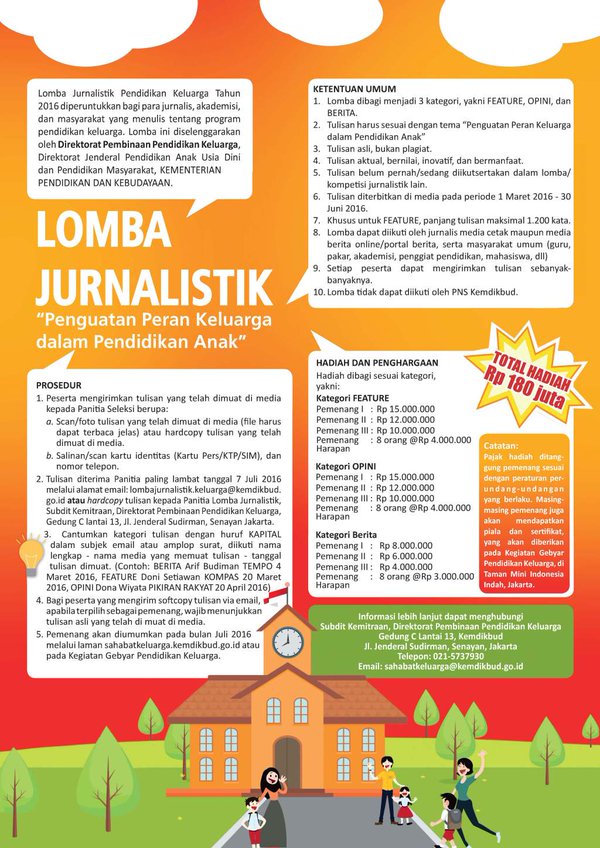 Lomba Jurnalistik Pendidikan Keluarga Tahun
2016 diperuntukkan bagi para jurnalis, akademisi,
dan masyarakat yang menulis tentang program
pendidikan keluarga. Lomba ini diselenggarakan
oleh Direktorat Pembinaan Pendidikan Keluarga,
Direktorat Jenderal Pendidikan Anak Usia Dini
dan Pendidikan Masyarakat, KEMENTERIAN
PENDIDIKAN DAN KEBUDAYAAN.
LOMBA
JURNALISTIK
“Penguatan Peran Keluarga
dalam Pendidikan Anak”
KETENTUAN UMUM
1. Lomba dibagi menjadi 3 kategori, yakni FEATURE, OPINI, dan
BERITA.
2. Tulisan harus sesuai dengan tema “Penguatan Peran Keluarga
dalam Pendidikan Anak”
3. Tulisan asli, bukan plagiat.
4. Tulisan aktual, bernilai, inovatif, dan bermanfaat.
5. Tulisan belum pernah/sedang diikutsertakan dalam lomba/
kompetisi jurnalistik lain.
6. Tulisan diterbitkan di media pada periode 1 Maret 2016 - 30
Juni 2016.
7. Khusus untuk FEATURE, panjang tulisan maksimal 1.200 kata.
8. Lomba dapat diikuti oleh jurnalis media cetak maupun media
berita online/portal berita, serta masyarakat umum (guru,
pakar, akademisi, penggiat pendidikan, mahasiswa, dll)
9. Setiap peserta dapat mengirimkan tulisan sebanyak-
banyaknya.
10. Lomba tidak dapat diikuti oleh PNS Kemdikbud.
PROSEDUR
1. Peserta mengirimkan tulisan yang telah dimuat di media
kepada Panitia Seleksi berupa:
a. Scan/foto tulisan yang telah dimuat di media (file harus
dapat terbaca jelas) atau hardcopy tulisan yang telah
dimuat di media.
b. Salinan/scan kartu identitas (Kartu Pers/KTP/SIM), dan
nomor telepon.
2. Tulisan diterima Panitia paling lambat tanggal 7 Juli 2016
melalui alamat email: lombajurnalistik.keluarga@kemdikbud.
go.id atau hardcopy tulisan kepada Panitia Lomba Jurnalistik,
Subdit Kemitraan, Direktorat Pembinaan Pendidikan Keluarga,
Gedung C lantai 13, Jl. Jenderal Sudirman, Senayan Jakarta.
3. Cantumkan kategori tulisan dengan huruf KAPITAL
dalam subjek email atau amplop surat, diikuti nama
lengkap - nama media yang memuat tulisan - tanggal
tulisan dimuat. (Contoh: BERITA Arif Budiman TEMPO 4
Maret 2016, FEATURE Doni Setiawan KOMPAS 20 Maret
2016, OPINI Dona Wiyata PIKIRAN RAKYAT 20 April 2016)
4. Bagi peserta yang mengirim softcopy tulisan via email,
apabila terpilih sebagai pemenang, wajib menunjukkan
tulisan asli yang telah di muat di media.
5. Pemenang akan diumumkan pada bulan Juli 2016
melalui laman sahabatkeluarga.kemdikbud.go.id atau
pada Kegiatan Gebyar Pendidikan Keluarga.
HADIAH DAN PENGHARGAAN
Hadiah dibagi sesuai kategori,
yakni:
Kategori FEATURE
Pemenang I : Rp 15.000.000
Pemenang II : Rp 12.000.000
Pemenang III : Rp 10.000.000
Pemenang : 8 orang @Rp 4.000.000
Harapan
Kategori OPINI
Pemenang I : Rp 15.000.000
Pemenang II : Rp 12.000.000
Pemenang III : Rp 10.000.000
Pemenang : 8 orang @Rp 4.000.000
Harapan
Kategori Berita
Pemenang I : Rp 8.000.000
Pemenang II : Rp 6.000.000
Pemenang III : Rp 4.000.000
Pemenang : 8 orang @Rp 3.000.000
Harapan
TOTAL HADIAH
Rp 180 juta
Catatan:
Pajak hadiah ditang-
gung pemenang sesuai
dengan peraturan per-
undang-undangan
yang berlaku. Masing-
masing pemenang juga
akan mendapatkan
piala dan sertifikat,
yang akan diberikan
pada Kegiatan Gebyar
Pendidikan Keluarga, di
Taman Mini Indonesia
Indah, Jakarta.
Informasi lebih lanjut dapat menghubungi
Subdit Kemitraan, Direktorat Pembinaan Pendidikan Keluarga
Gedung C Lantai 13, Kemdikbud
Jl. Jenderal Sudirman, Senayan, Jakarta
Telepon: 021-5737930
Email: sahabatkeluarga@kemdikbud.go.id